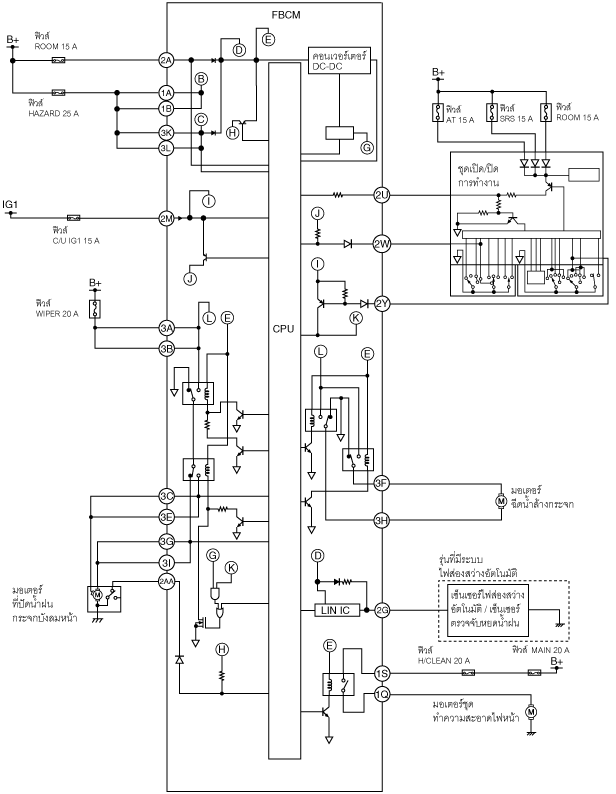 FBCM
B+
ฟิวส์
ROOM 15 A
2A
D
E
คอนเวอร์เตอร์
DC-DC
B
1A
1B
ฟิวส์
HAZARD 25 A
C
3K
3L
H
G
B+
ฟิวส์
AT 15 A
ฟิวส์
SRS 15 A
ฟิวส์
ROOM 15 A
ชุดเปิด/ปิด
การทำงาน
IG1
ฟิวส์
C/U IG1 15 A
2M
I
J
2U
J
2W
I
2Y
K
B+
ฟิวส์
WIPER 20 A
L
E
3A
3B
CPU
L
E
3C
3E
3G
3I
2AA
มอเตอร์
ที่ปัดน้ำฝน
กระจกบังลมหน้า
M
G
K
H
3F
3H
M
มอเตอร์
ฉีดน้ำล้างกระจก
D
LIN IC
2G
รุ่นที่มีระบบ
ไฟส่องสว่างอัตโนมัติ
เซ็นเซอร์ไฟส่องสว่าง
อัตโนมัติ / เซ็นเซอร์
ตรวจจับหยดน้ำฝน
E
1S
1Q
ฟิวส์
H/CLEAN 20 A
ฟิวส์ MAIN 20 A
B+
มอเตอร์ชุด
ทำความสะอาดไฟหน้า
M